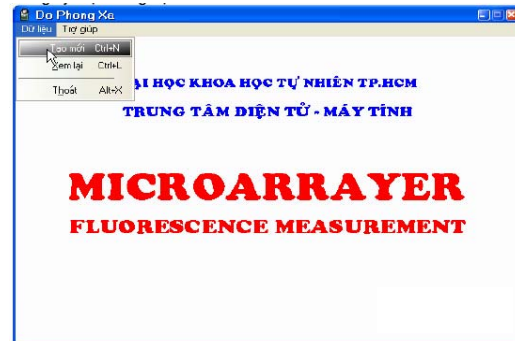 Do Phong Xa
Dữ liệu Trợ giúp
Tạo mới Ctrl+N
Xem lại Ctrl+L
Thoát Alt+X
ẠI HỌC KHOA HỌC TỰ NHIÊN TP.HCM
TRUNG TÂM ĐIỆN TỬ - MÁY TÍNH
MICROARRAYER
FLUORESCENCE MEASUREMENT